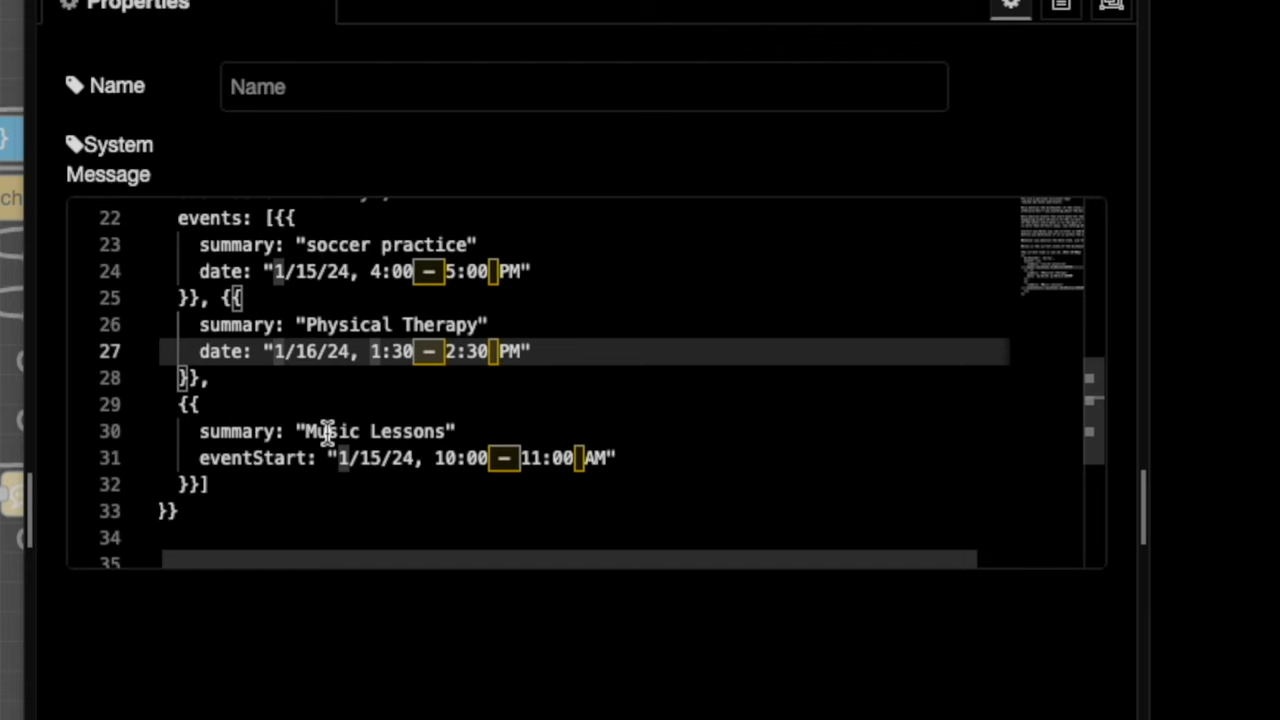 Properties
Name
Name
System
Message
22 events: [{{
23 summary: "soccer practice"
24 date: "1/15/24, 4:00 – 5:00 PM"
25 }}, {{
26 summary: "Physical Therapy"
27 date: "1/16/24, 1:30 – 2:30 PM"
28 }},
29 {{
30 summary: "Music Lessons"
31 eventStart: "1/15/24, 10:00 – 11:00 AM"
32 }}]
33 }}
34
35
}
ch